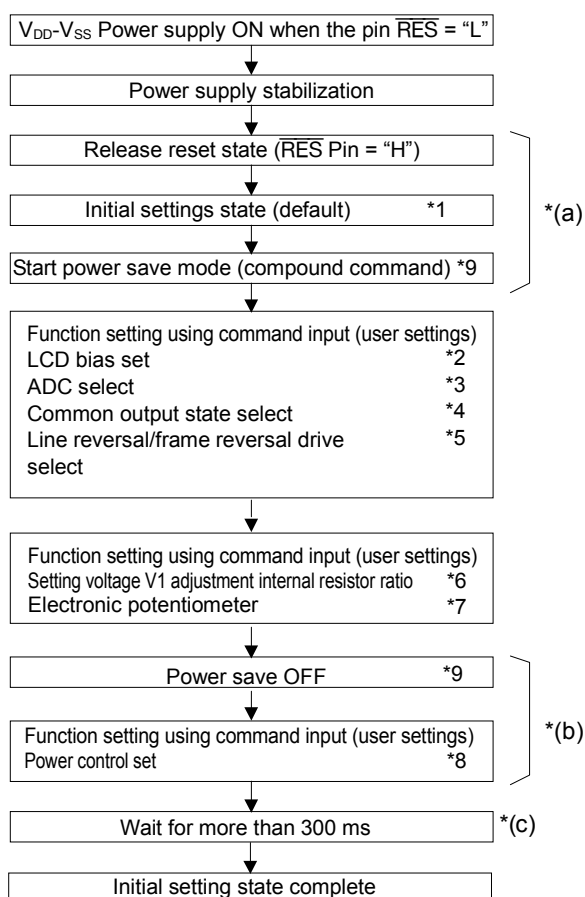 V_DD-V_SS Power supply ON when the pin R̅E̅S̅ = “L”
Power supply stabilization
Release reset state (R̅E̅S̅ Pin = “H”)
Initial settings state (default) *1
*(a)
Start power save mode (compound command) *9
Function setting using command input (user settings)
LCD bias set *2
ADC select *3
Common output state select *4
Line reversal/frame reversal drive *5
select
Function setting using command input (user settings)
Setting voltage V1 adjustment internal resistor ratio *6
Electronic potentiometer *7
Power save OFF *9
*(b)
Function setting using command input (user settings)
Power control set *8
Wait for more than 300 ms *(c)
Initial setting state complete